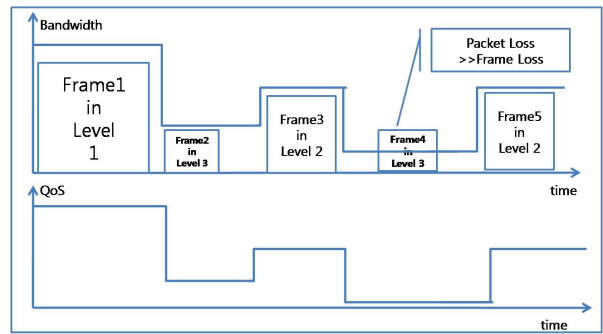 Bandwidth
Packet Loss
>>Frame Loss
Frame1
in
Level
1
Frame2
in
Level 3
Frame3
in
Level 2
Frame4
in
Level 3
Frame5
in
Level 2
time
QoS
time